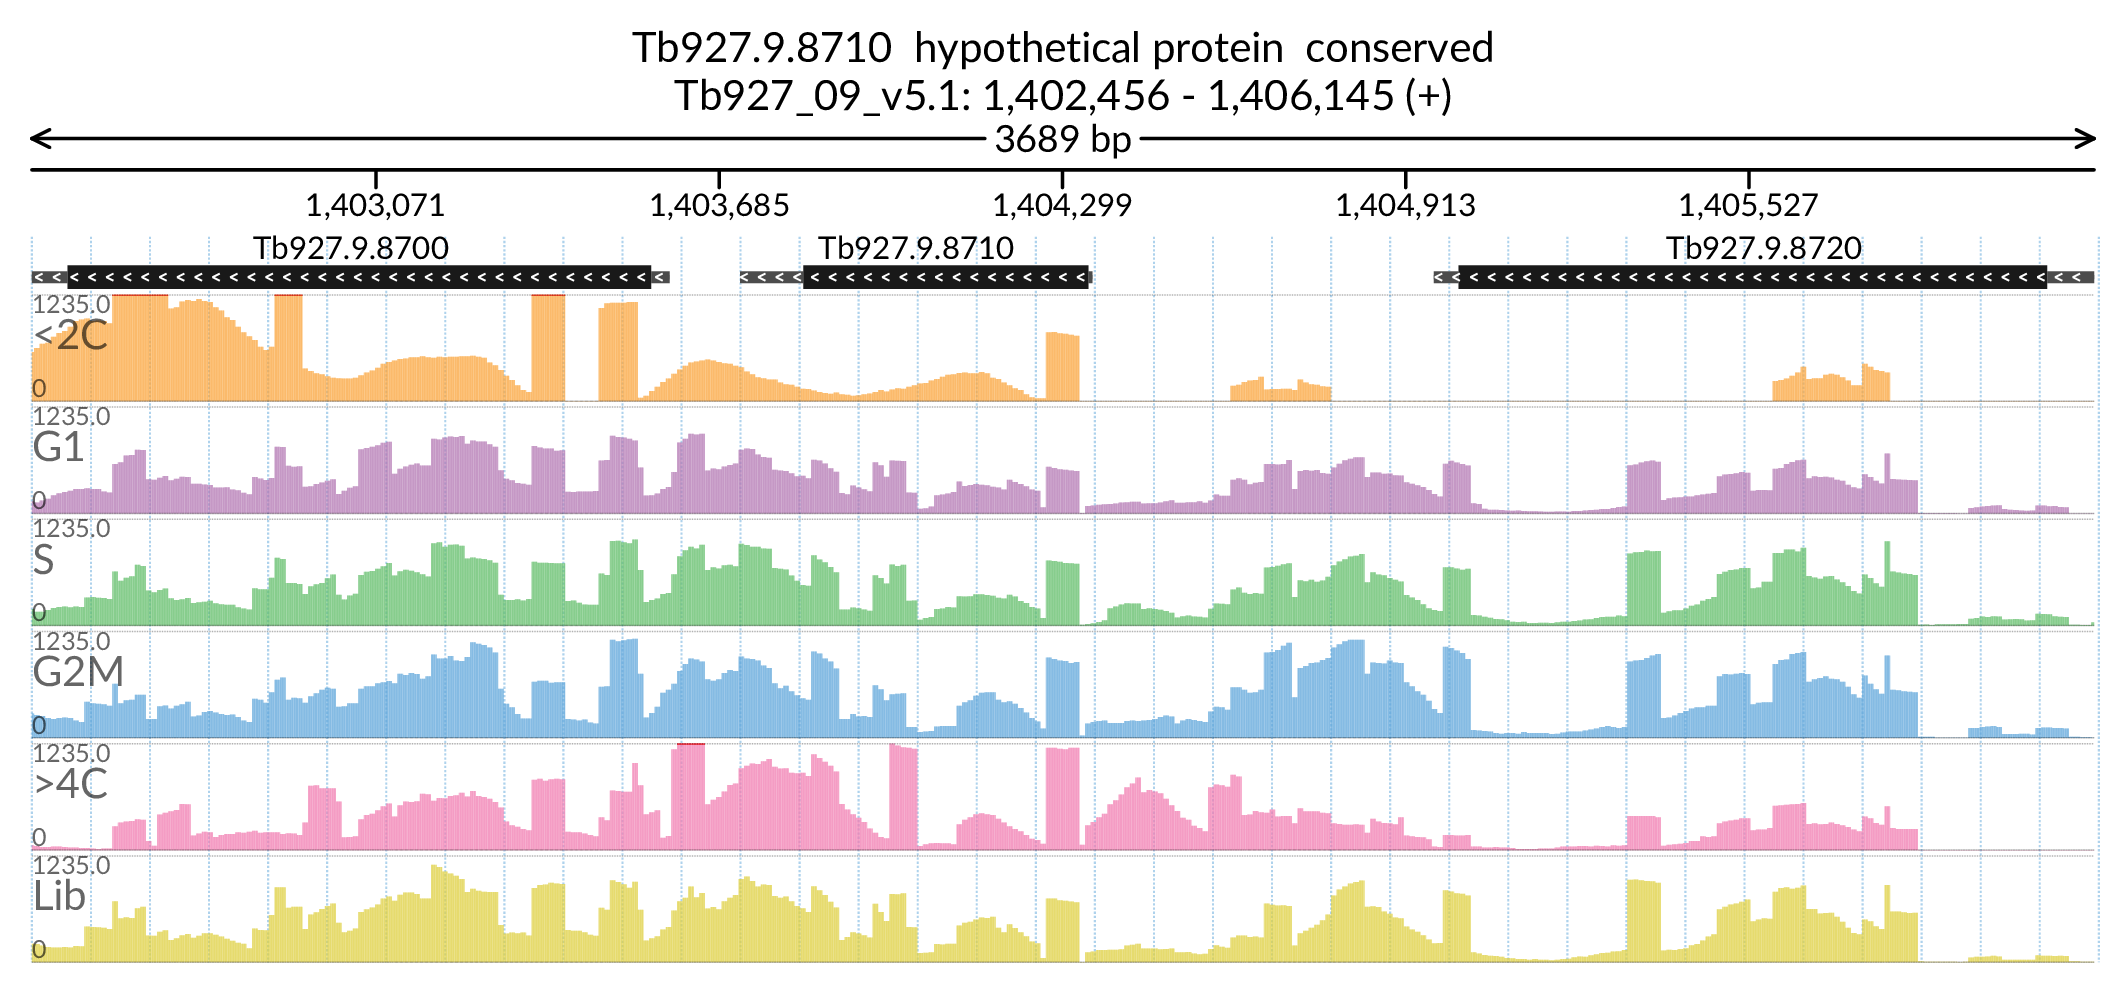 Tb927.9.8710 hypothetical protein conserved
Tb927_09_v5.1: 1,402,456 - 1,406,145 (+)
3689 bp
1,403,071 1,403,685 1,404,299 1,404,913 1,405,527
Tb927.9.8700 Tb927.9.8710 Tb927.9.8720
1235.0
<2C
0
1235.0
G1
0
1235.0
S
0
1235.0
G2M
0
1235.0
>4C
0
1235.0
Lib
0